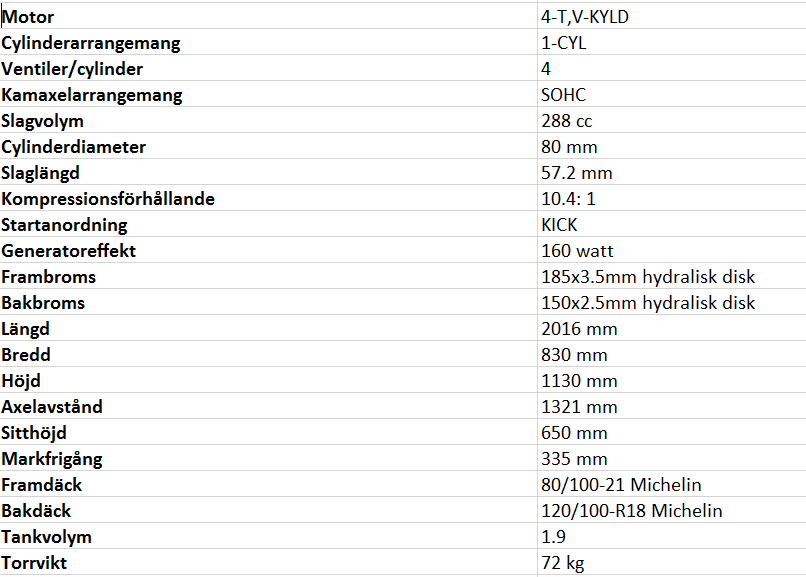 Motor 4-T,V-KYLD
Cylinderarrangemang 1-CYL
Ventiler/cylinder 4
Kamaxelarrangemang SOHC
Slagvolym 288 cc
Cylinderdiameter 80 mm
Slaglängd 57.2 mm
Kompressionsförhållande 10.4: 1
Startanordning KICK
Generatoreffekt 160 watt
Frambroms 185x3.5mm hydralisk disk
Bakbroms 150x2.5mm hydralisk disk
Längd 2016 mm
Bredd 830 mm
Höjd 1130 mm
Axelavstånd 1321 mm
Sitthöjd 650 mm
Markfrigång 335 mm
Framdäck 80/100-21 Michelin
Bakdäck 120/100-R18 Michelin
Tankvolym 1.9
Torrvikt 72 kg